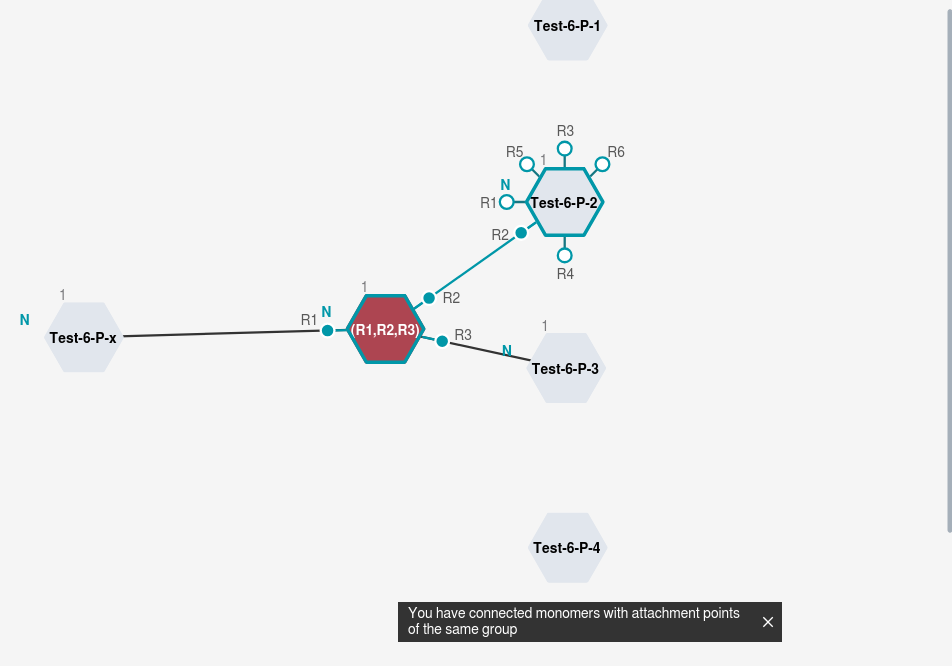 Test-6-P-1
R3
R5
1
R6
N
R1
Test-6-P-2
R2
R4
1
R2
N
R1
(R1,R2,R3)
R3
1
N
Test-6-P-x
1
N
Test-6-P-3
Test-6-P-4
You have connected monomers with attachment points
of the same group